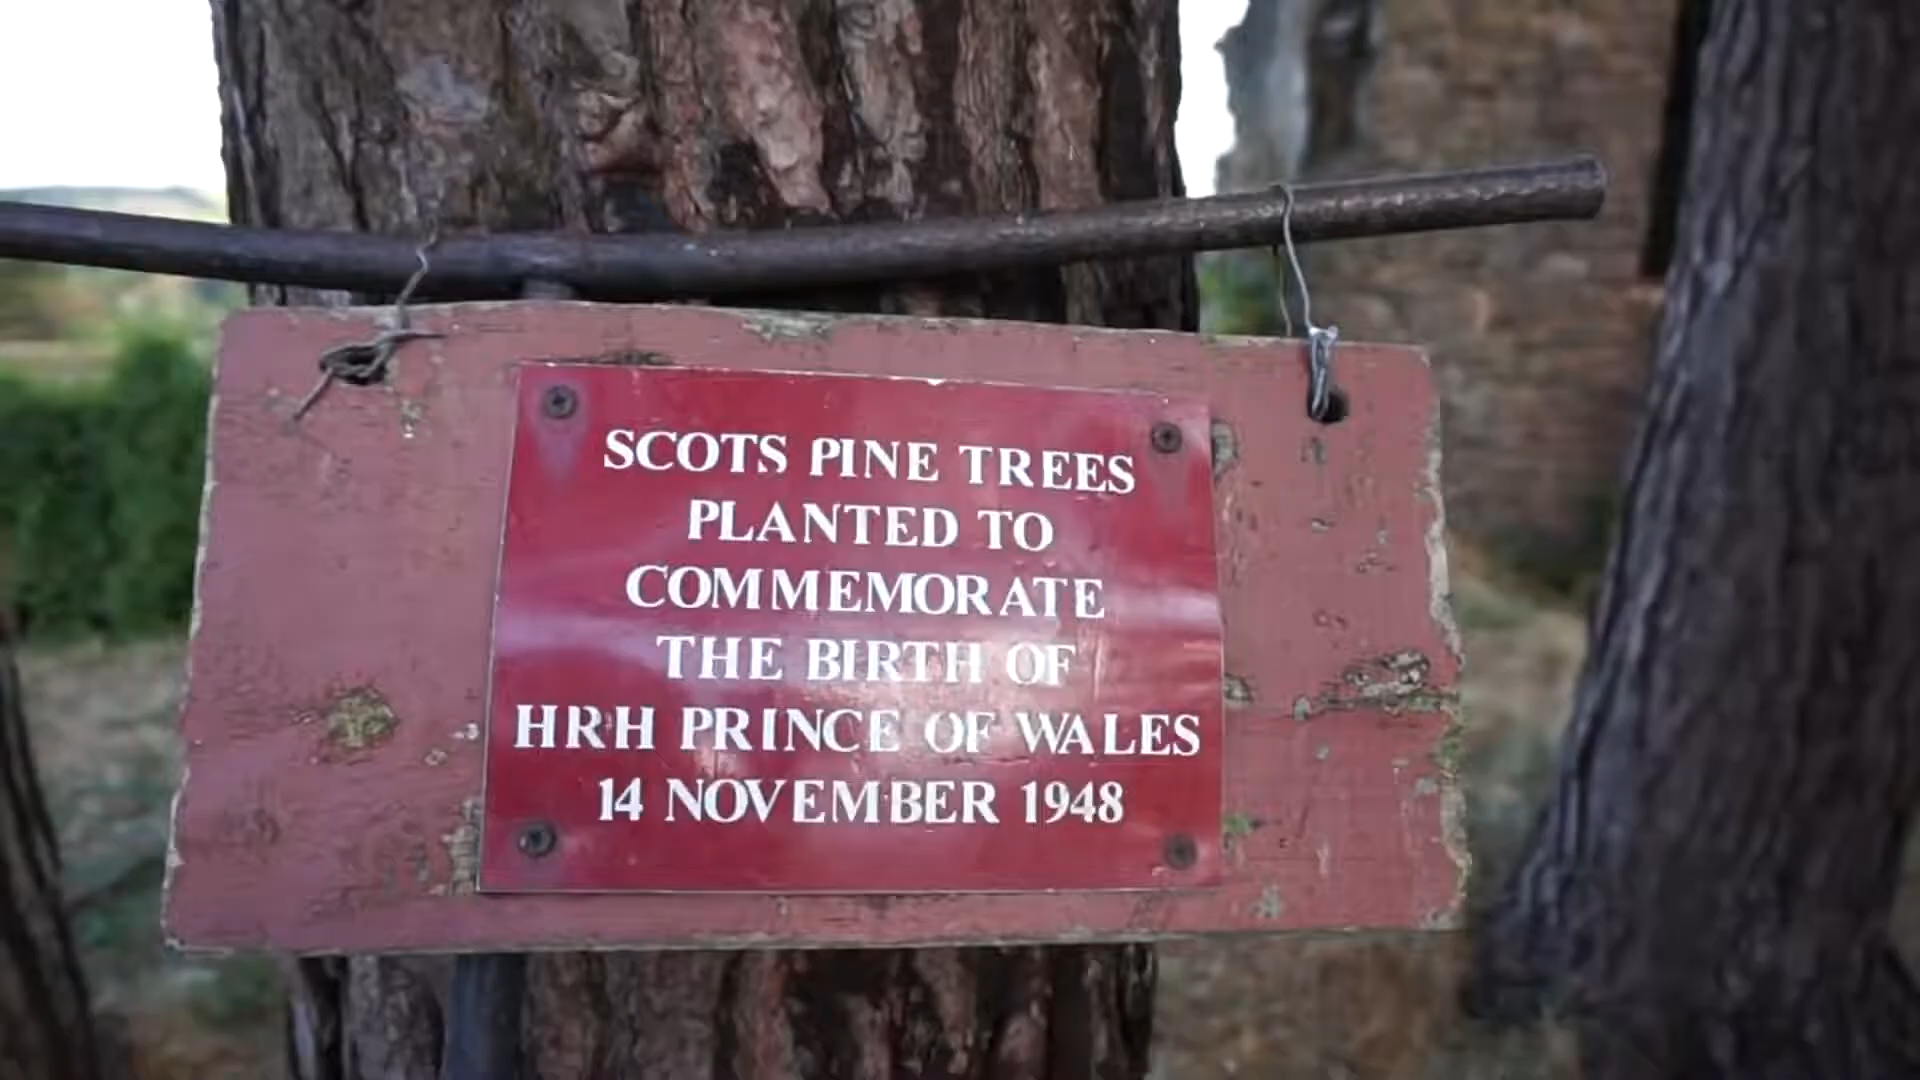 SCOTS PINE TREES
PLANTED TO
COMMEMORATE
THE BIRTH OF
HRH PRINCE OF WALES
14 NOVEMBER 1948